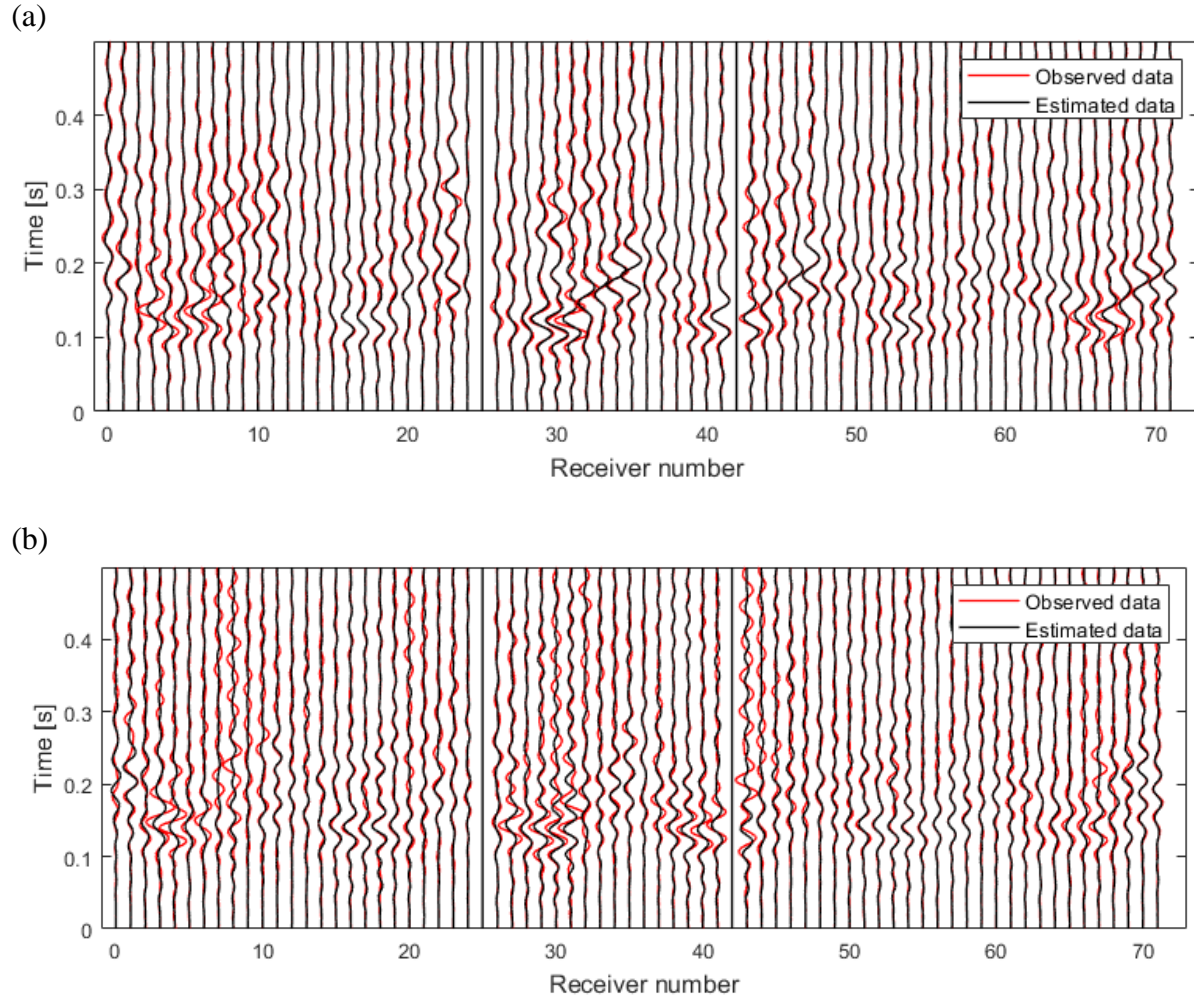 (a)
Observed data
Estimated data
0.4
0.3
0.2
0.1
0
Time [s]
0 10 20 30 40 50 60 70
Receiver number
(b)
Observed data
Estimated data
0.4
0.3
0.2
0.1
0
Time [s]
0 10 20 30 40 50 60 70
Receiver number